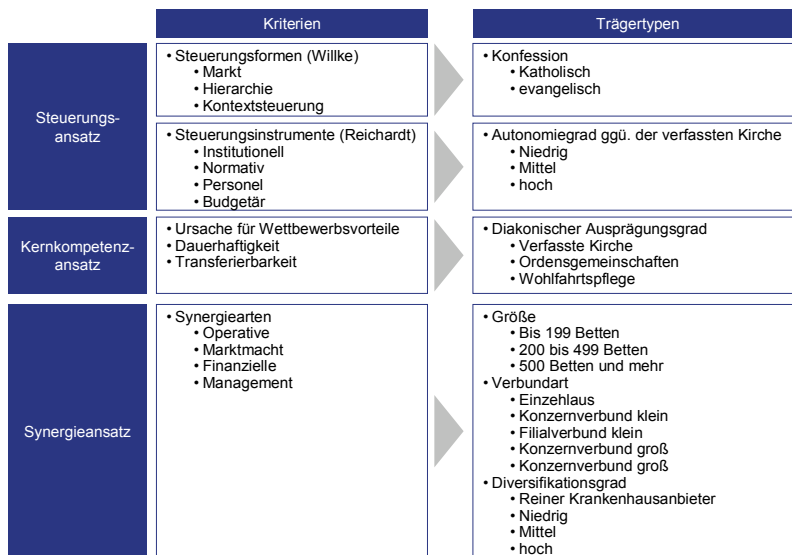 Kriterien
Trägertypen
Steuerungs-
ansatz
• Steuerungsformen (Willke)
• Markt
• Hierarchie
• Kontextsteuerung
• Konfession
• Katholisch
• evangelisch
• Steuerungsinstrumente (Reichardt)
• Institutionell
• Normativ
• Personel
• Budgetär
• Autonomiegrad ggü. der verfassten Kirche
• Niedrig
• Mittel
• hoch
Kernkompetenz-
ansatz
• Ursache für Wettbewerbsvorteile
• Dauerhaftigkeit
• Transferierbarkeit
• Diakonischer Ausprägungsgrad
• Verfasste Kirche
• Ordensgemeinschaften
• Wohlfahrtspflege
Synergieansatz
• Synergiearten
• Operative
• Marktmacht
• Finanzielle
• Management
• Größe
• Bis 199 Betten
• 200 bis 499 Betten
• 500 Betten und mehr
• Verbundart
• Einzehlaus
• Konzernverbund klein
• Filialverbund klein
• Konzernverbund groß
• Konzernverbund groß
• Diversifikationsgrad
• Reiner Krankenhausanbieter
• Niedrig
• Mittel
• hoch